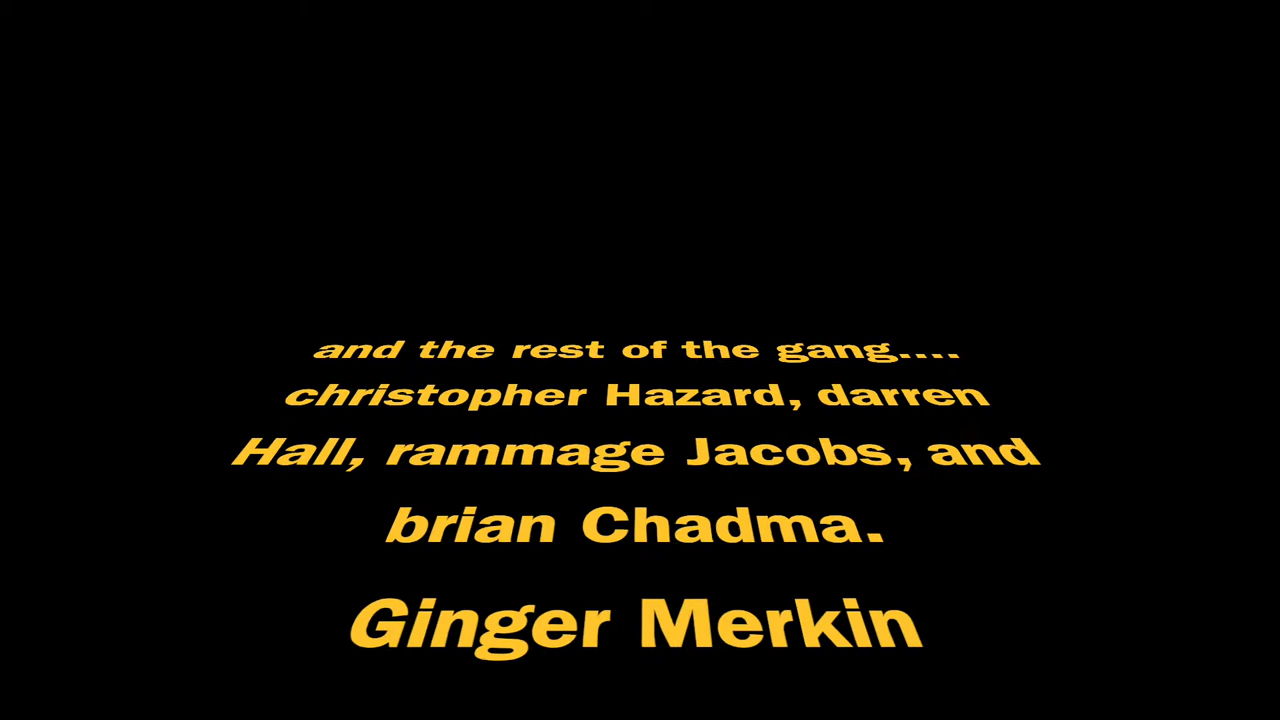 and the rest of the gang....
christopher Hazard, darren
Hall, rammage Jacobs, and
brian Chadma.
Ginger Merkin